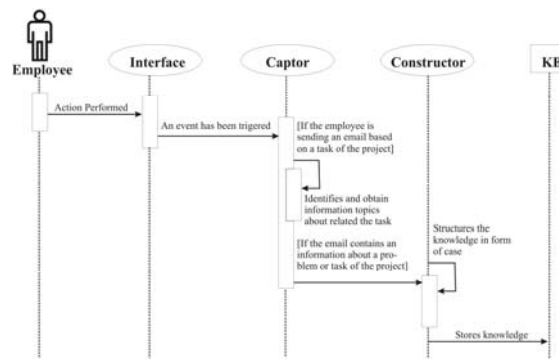 Employee
Interface
Captor
Constructor
KB
Action Performed
An event has been trigered
[If the employee is
sending an email based
on a task of the project]
Identifies and obtain
information topics
about related the task
Structures the
knowledge in form
of case
[If the email contains an
information about a pro-
blem or task of the project]
Stores knowledge